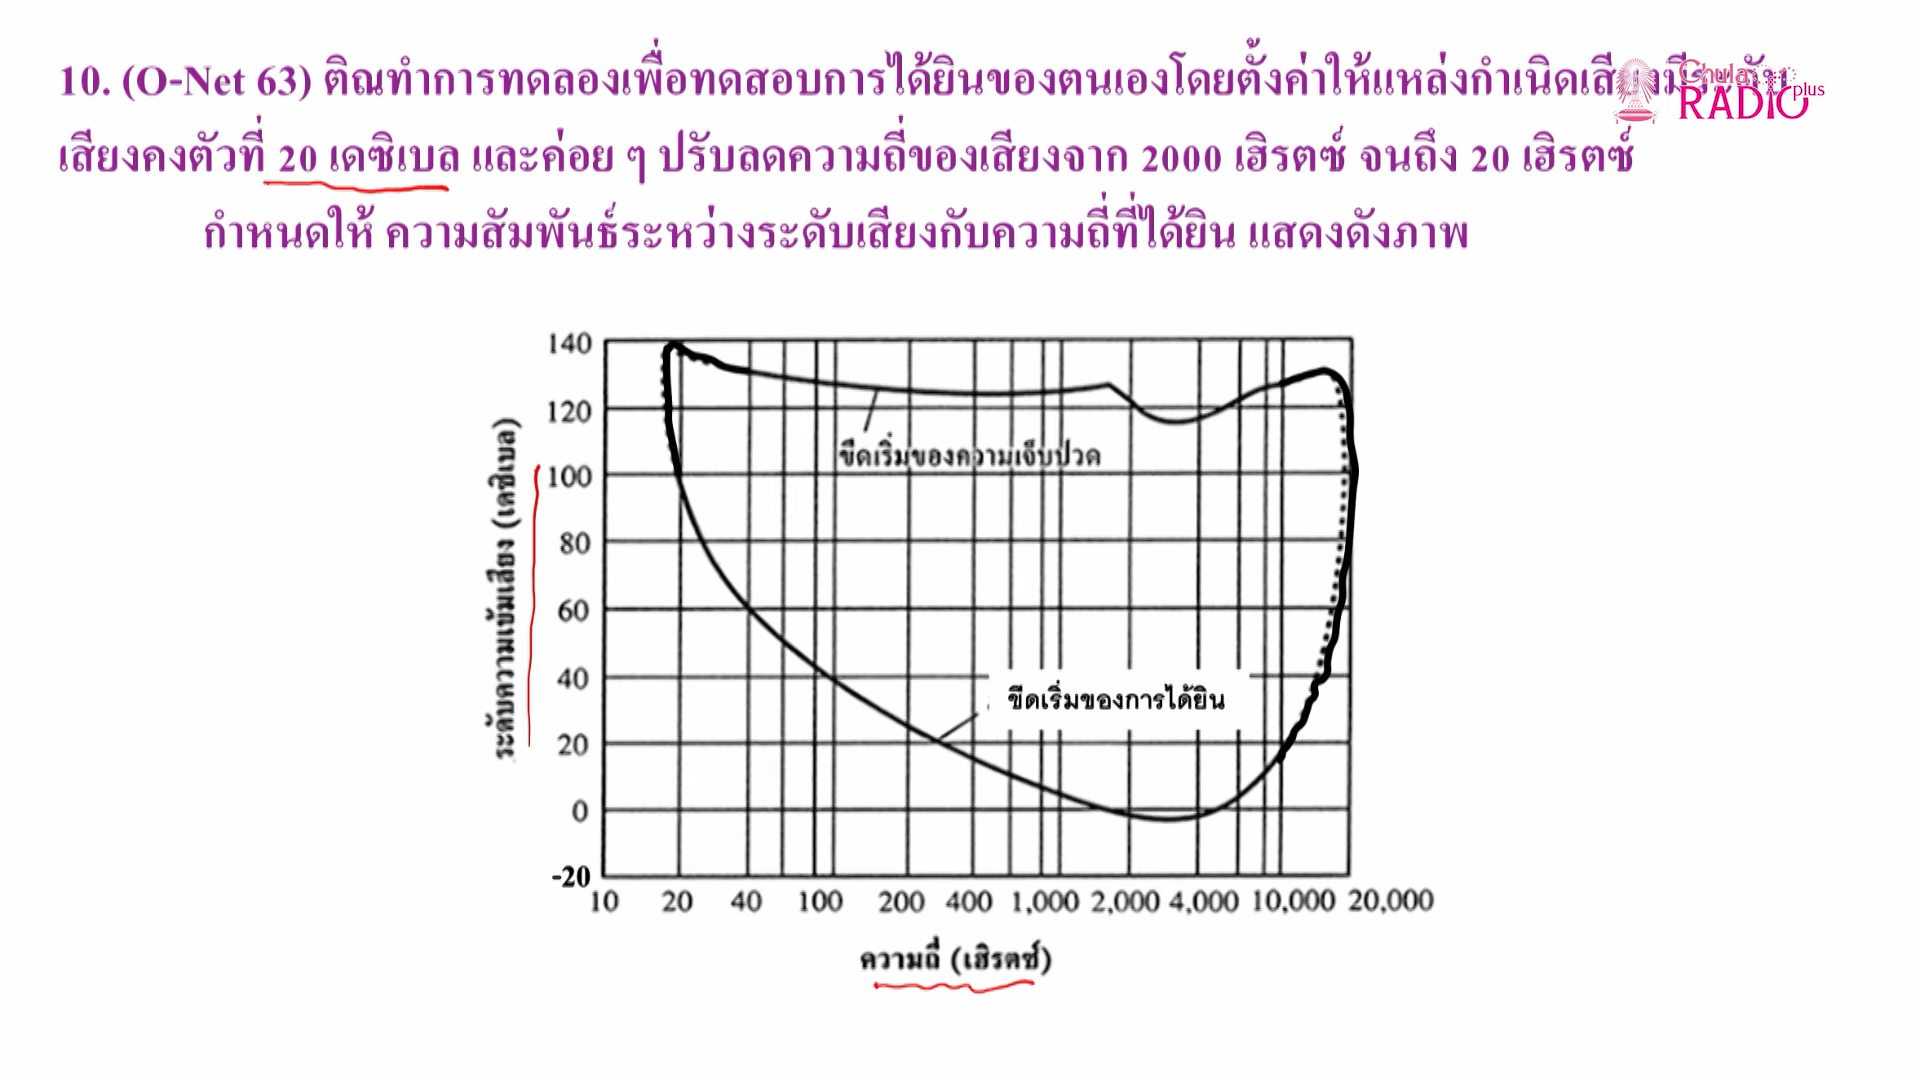 10. (O-Net 63) ติณทำการทดลองเพื่อทดสอบการได้ยินของตนเองโดยตั้งค่าให้แหล่งกำเนิด
Chula
RADIO plus
เสียงคงตัวที่ 20 เดซิเบล และค่อย ๆ ปรับลดความถี่ของเสียงจาก 2000 เฮิรตซ์ จนถึง 20 เฮิรตซ์
กำหนดให้ ความสัมพันธ์ระหว่างระดับเสียงกับความถี่ที่ได้ยิน แสดงดังภาพ
ระดับความเข้มเสียง (เดซิเบล)
140
120
100
80
60
40
20
0
-20
ขีดเริ่มของความเจ็บปวด
ขีดเริ่มของการได้ยิน
10 20 40 100 200 400 1,000 2,000 4,000 10,000 20,000
ความถี่ (เฮิรตซ์)